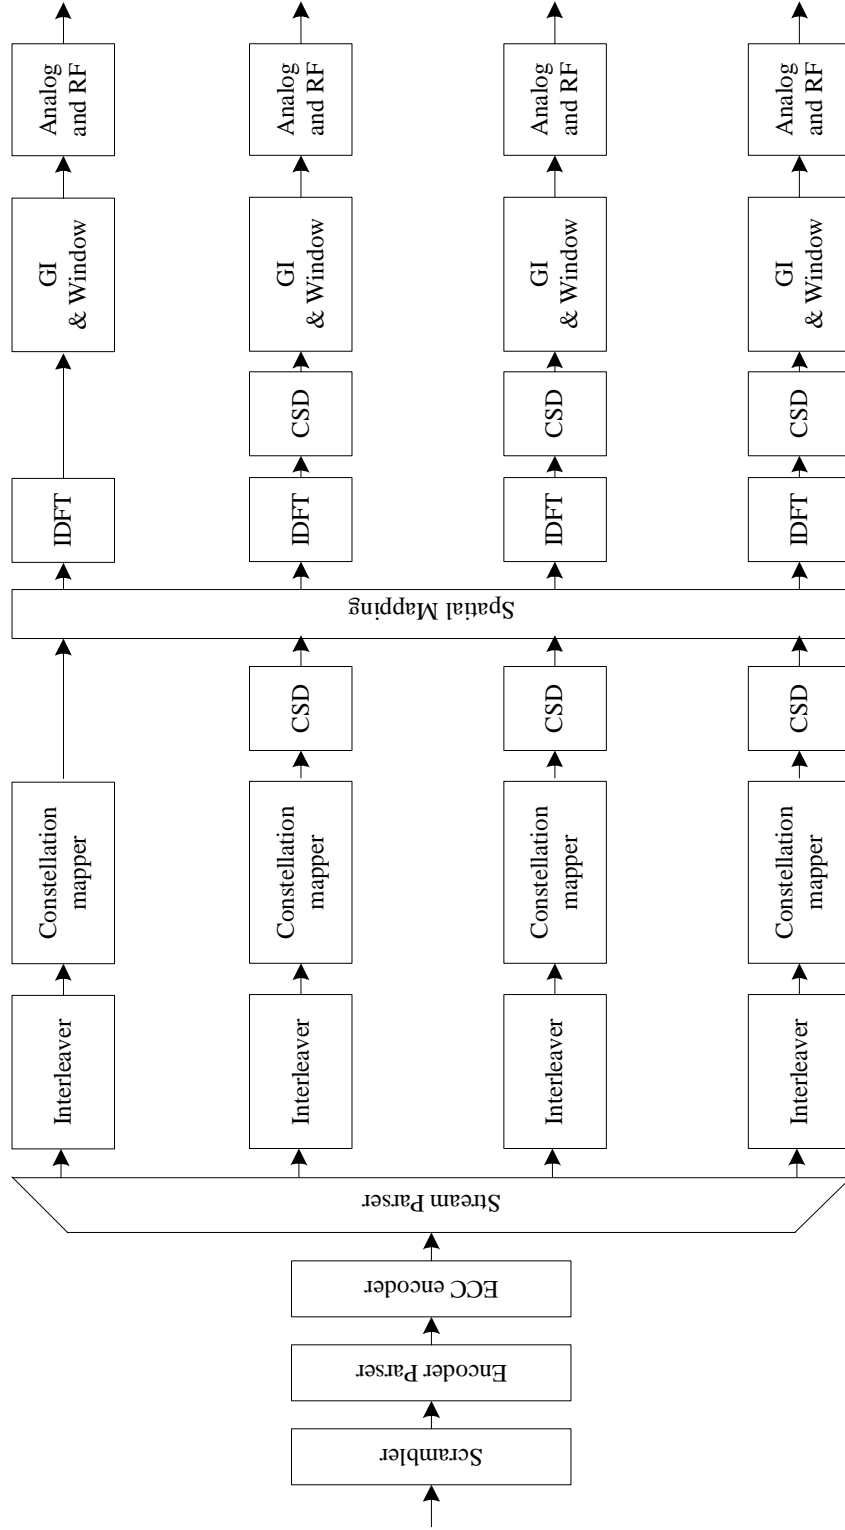 Analog
and RF
Analog
and RF
Analog
and RF
Analog
and RF
GI
& Window
GI
& Window
GI
& Window
GI
& Window
CSD
CSD
CSD
IDFT
IDFT
IDFT
IDFT
Spatial Mapping
CSD
CSD
CSD
Constellation
mapper
Constellation
mapper
Constellation
mapper
Constellation
mapper
Interleaver
Interleaver
Interleaver
Interleaver
Stream Parser
ECC encoder
Encoder Parser
Scrambler